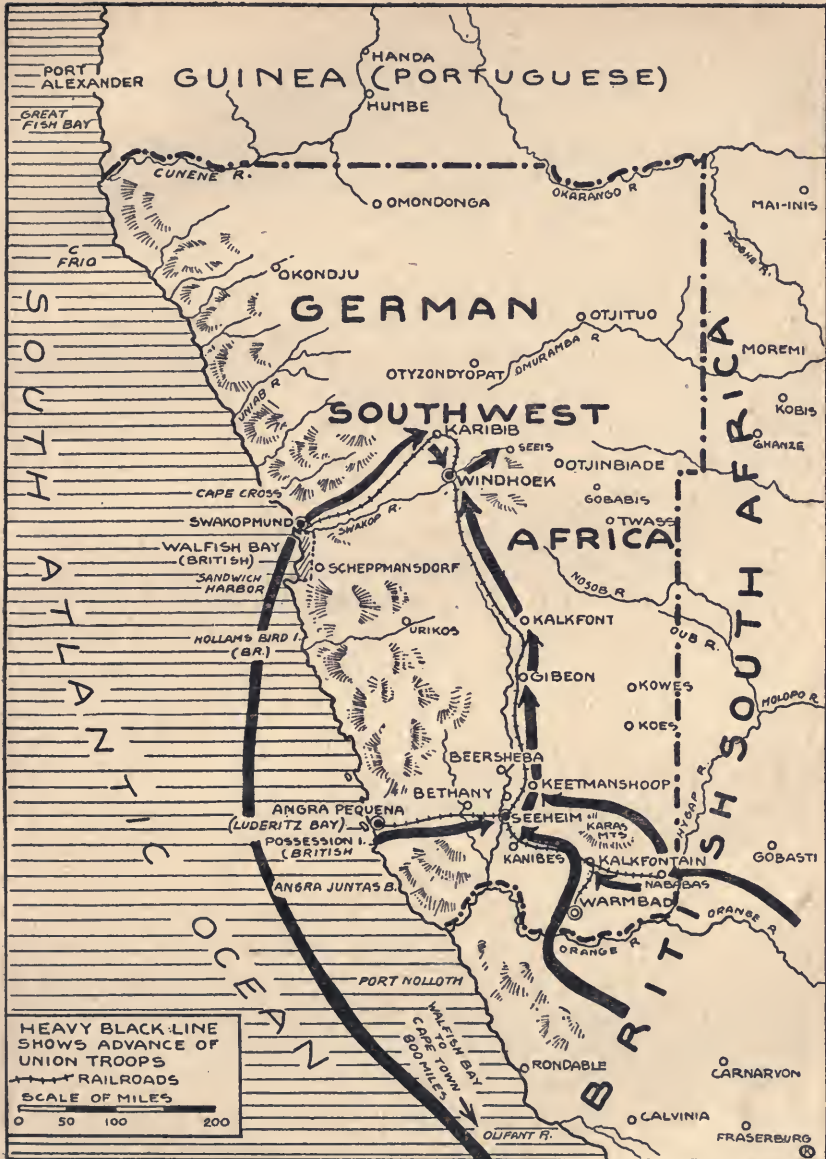 PORT
ALEXANDER
GUINEA (PORTUGUESE)
HANDA
HUMBE
GREAT
FISH BAY
CUNENE R.
OKARANGO R
MAI-INIS
OMONDONGA
TEOGHE R.
C
FRIO
OKONDJU
GERMAN
OTJITUO
OMURAMBA R
MOREMI
OTYZONDYOPAT
UNIAB R
KOBIS
GHANZE
SOUTHWEST
KARIBIB
SEEIS
OTJINBIADE
WINDHOEK
GOBABIS
TWASS
CAPE CROSS
SWAKOPMUND
SWAKOP R.
AFRICA
WALFISH BAY
(BRITISH)
SANDWICH
HARBOR
SCHEPPMANSDORF
NOSOB R
OUB R.
HOLLAMS BIRD I.
(BR.)
URIKOS
KALKFONT
GIBEON
KOWES
KOES
MOLOPO R
BEERSHEBA
BETHANY
KEETMANSHOOP
HYGAP R.
ANGRA PEQUENA
(LUDERITZ BAY)
SEEHEIM
KARAS
MTS
POSSESSION I.
(BRITISH
KANIBES
KALKFONTAIN
GOBASTI
NABABAS
ANGRA JUNTAS B.
WARMBAD
ORANGE R
ORANGE R
PORT NOLLOTH
SOUTH ATLANTIC OCEAN
BRITISH SOUTH AFRICA
WALFISH BAY
TO
CAPE TOWN
800 MILES
RONDABLE
CARNARVON
CALVINIA
OLIFANT R.
FRASERBURG
HEAVY BLACK LINE
SHOWS ADVANCE OF
UNION TROOPS
RAILROADS
SCALE OF MILES
0 50 100 200